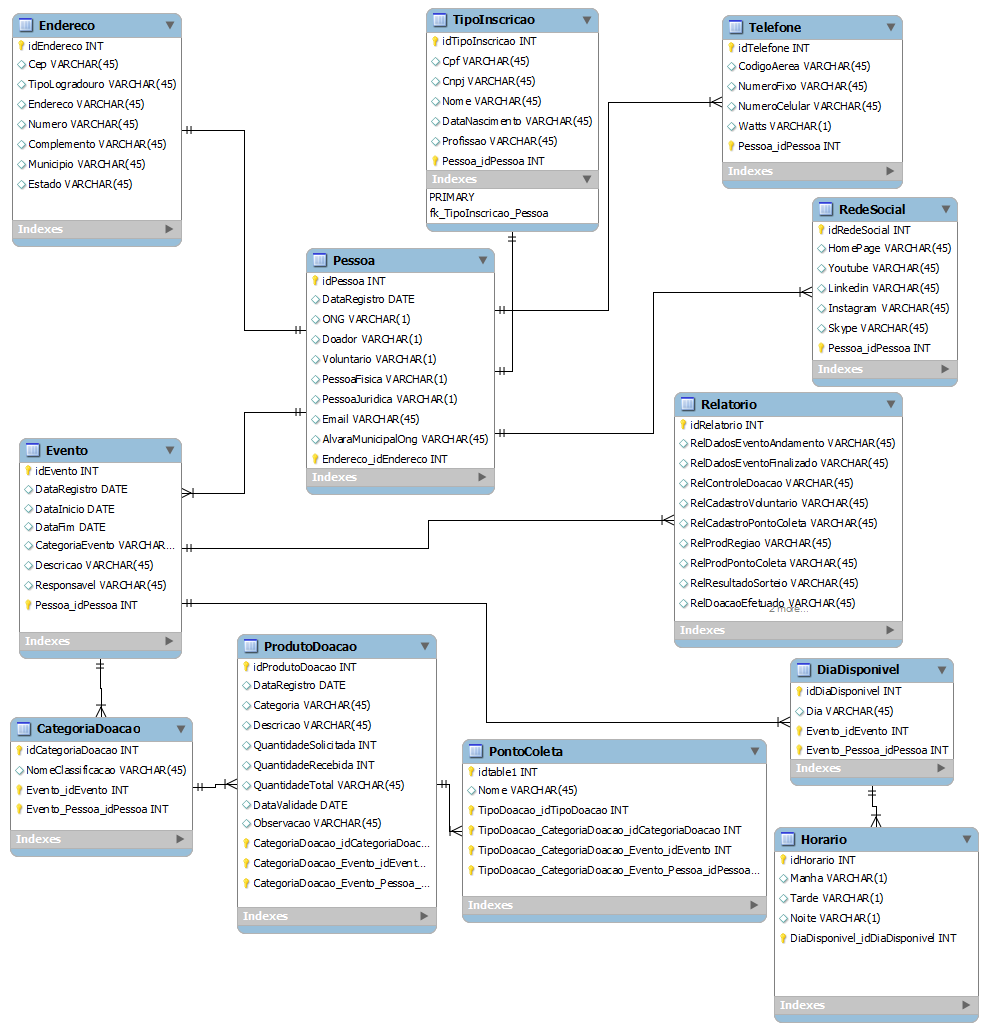 Endereco
idEndereco INT
Cep VARCHAR(45)
TipoLogradouro VARCHAR(45)
Endereco VARCHAR(45)
Numero VARCHAR(45)
Complemento VARCHAR(45)
Municipio VARCHAR(45)
Estado VARCHAR(45)
Indexes
TipoInscricao
idTipoInscricao INT
Cpf VARCHAR(45)
Cnpj VARCHAR(45)
Nome VARCHAR(45)
DataNascimento VARCHAR(45)
Profissao VARCHAR(45)
Pessoa_idPessoa INT
Indexes
PRIMARY
fk_TipoInscricao_Pessoa
Telefone
idTelefone INT
CodigoAerea VARCHAR(45)
NumeroFixo VARCHAR(45)
NumeroCelular VARCHAR(45)
Watts VARCHAR(1)
Pessoa_idPessoa INT
Indexes
RedeSocial
idRedeSocial INT
HomePage VARCHAR(45)
Youtube VARCHAR(45)
Linkedin VARCHAR(45)
Instagram VARCHAR(45)
Skype VARCHAR(45)
Pessoa_idPessoa INT
Indexes
Pessoa
idPessoa INT
DataRegistro DATE
ONG VARCHAR(1)
Doador VARCHAR(1)
Voluntario VARCHAR(1)
PessoaFisica VARCHAR(1)
PessoaJuridica VARCHAR(1)
Email VARCHAR(45)
AlvaraMunicipalOng VARCHAR(45)
Endereco_idEndereco INT
Indexes
Relatorio
idRelatorio INT
RelDadosEventoAndamento VARCHAR(45)
RelDadosEventoFinalizado VARCHAR(45)
RelControleDoacao VARCHAR(45)
RelCadastroVoluntario VARCHAR(45)
RelCadastroPontoColeta VARCHAR(45)
RelProdRegiao VARCHAR(45)
RelProdPontoColeta VARCHAR(45)
RelResultadoSorteio VARCHAR(45)
RelDoacaoEfetuado VARCHAR(45)
2 more...
Indexes
Evento
idEvento INT
DataRegistro DATE
DataInicio DATE
DataFim DATE
CategoriaEvento VARCHAR...
Descricao VARCHAR(45)
Responsavel VARCHAR(45)
Pessoa_idPessoa INT
Indexes
ProdutoDoacao
idProdutoDoacao INT
DataRegistro DATE
Categoria VARCHAR(45)
Descricao VARCHAR(45)
QuantidadeSolicitada INT
QuantidadeRecebida INT
QuantidadeTotal VARCHAR(45)
DataValidade DATE
Observacao VARCHAR(45)
CategoriaDoacao_idCategoriaDoac...
CategoriaDoacao_Evento_idEvent...
CategoriaDoacao_Evento_Pessoa_...
Indexes
DiaDisponivel
idDiaDisponivel INT
Dia VARCHAR(45)
Evento_idEvento INT
Evento_Pessoa_idPessoa INT
Indexes
CategoriaDoacao
idCategoriaDoacao INT
NomeClassificacao VARCHAR(45)
Evento_idEvento INT
Evento_Pessoa_idPessoa INT
Indexes
PontoColeta
idtable1 INT
Nome VARCHAR(45)
TipoDoacao_idTipoDoacao INT
TipoDoacao_CategoriaDoacao_idCategoriaDoacao INT
TipoDoacao_CategoriaDoacao_Evento_idEvento INT
TipoDoacao_CategoriaDoacao_Evento_Pessoa_idPessoa...
Indexes
Horario
idHorario INT
Manha VARCHAR(1)
Tarde VARCHAR(1)
Noite VARCHAR(1)
DiaDisponivel_idDiaDisponivel INT
Indexes